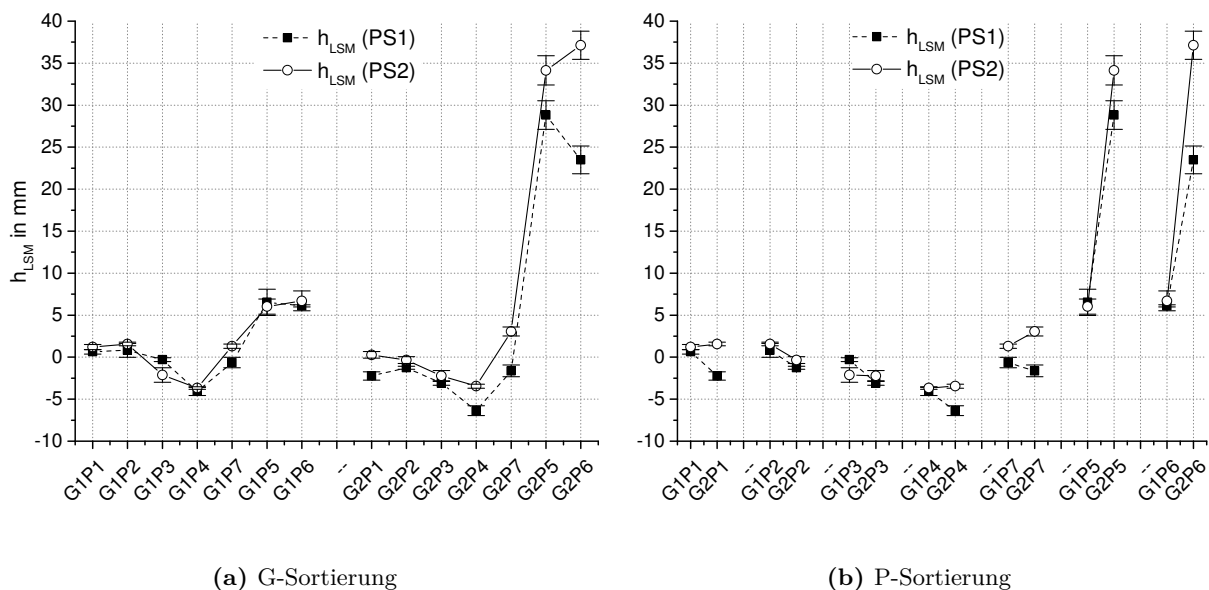 h_LSM in mm
40
35
30
25
20
15
10
5
0
-5
-10
h_LSM (PS1)
h_LSM (PS2)
G1P1
G1P2
G1P3
G1P4
G1P7
G1P5
G1P6
--
G2P1
G2P2
G2P3
G2P4
G2P7
G2P5
G2P6
(a) G-Sortierung
40
35
30
25
20
15
10
5
0
-5
-10
h_LSM (PS1)
h_LSM (PS2)
G1P1
G2P1
--
G1P2
G2P2
--
G1P3
G2P3
--
G1P4
G2P4
--
G1P7
G2P7
--
G1P5
G2P5
--
G1P6
G2P6
(b) P-Sortierung